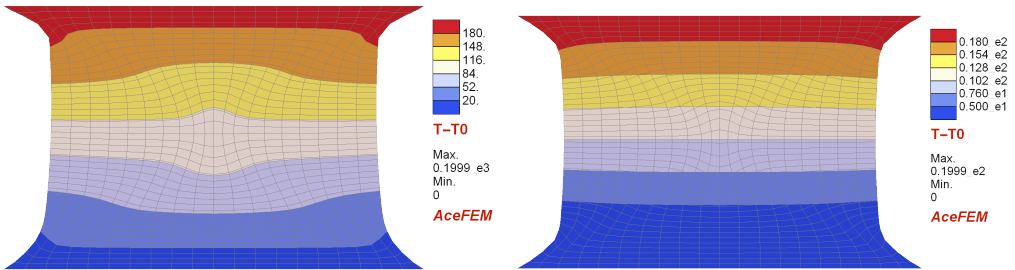 180.
148.
116.
84.
52.
20.
T-T0
Max.
0.1999 e3
Min.
0
AceFEM
0.180 e2
0.154 e2
0.128 e2
0.102 e2
0.760 e1
0.500 e1
T-T0
Max.
0.1999 e2
Min.
0
AceFEM